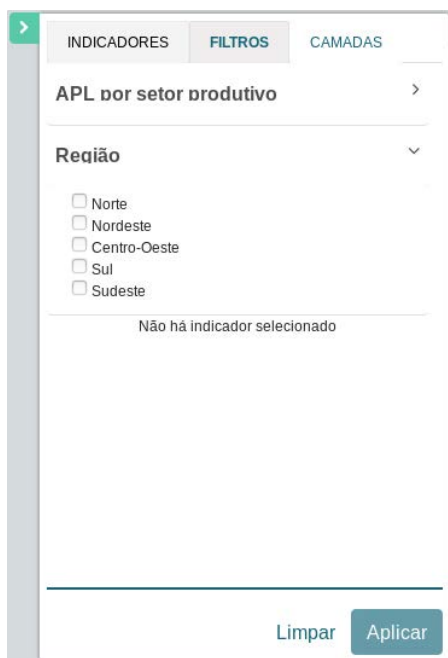 INDICADORES FILTROS CAMADAS
APL por setor produtivo
Região
Norte
Nordeste
Centro-Oeste
Sul
Sudeste
Não há indicador selecionado
Limpar Aplicar